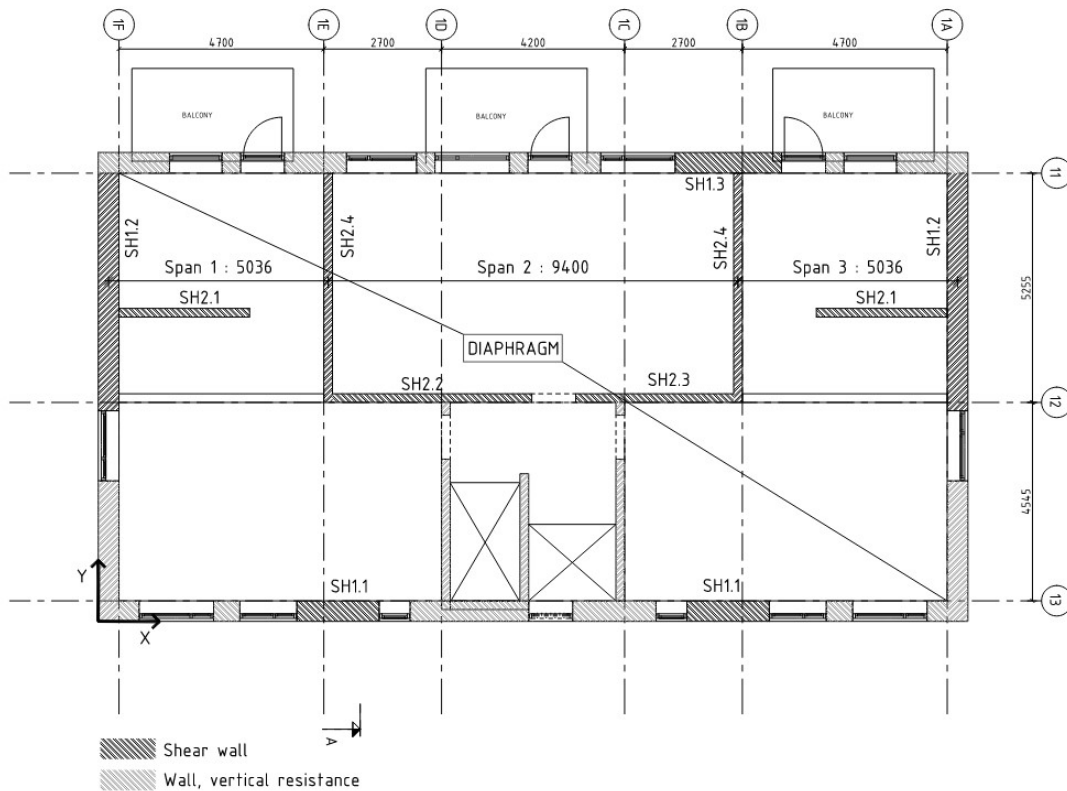 1F 1E 1D 1C 1B 1A
4700 2700 4200 2700 4700
BALCONY BALCONY BALCONY
11
SH1.3
SH1.2 SH2.4 SH2.4 SH1.2
Span 1 : 5036 Span 2 : 9400 Span 3 : 5036
5255
SH2.1 SH2.1
DIAPHRAGM
SH2.2 SH2.3
12
4545
Y
SH1.1 SH1.1
13
X
A
Shear wall
Wall, vertical resistance